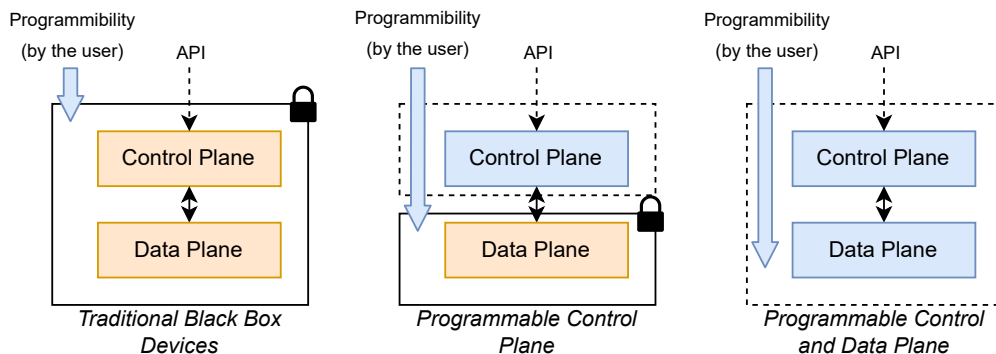 Programmibility
(by the user)
API
Control Plane
Data Plane
Traditional Black Box
Devices
Programmibility
(by the user)
API
Control Plane
Data Plane
Programmable Control
Plane
Programmibility
(by the user)
API
Control Plane
Data Plane
Programmable Control
and Data Plane